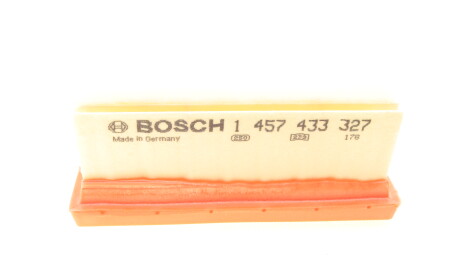 BOSCH 1 457 433 327
Made in Germany 178